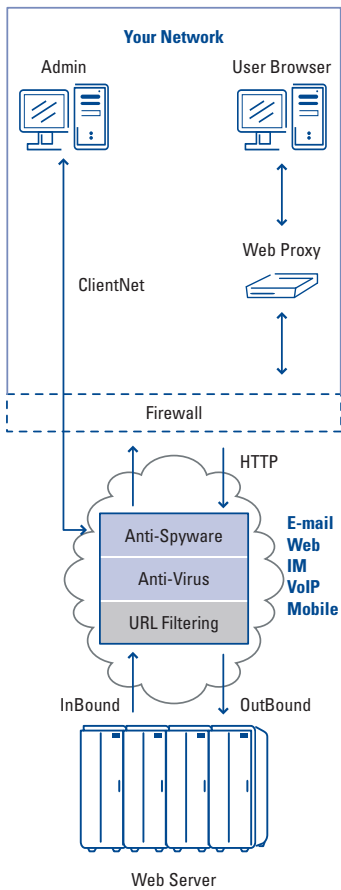 Your Network
Admin
User Browser
Web Proxy
ClientNet
Firewall
HTTP
Anti-Spyware
Anti-Virus
URL Filtering
E-mail
Web
IM
VoIP
Mobile
InBound
OutBound
Web Server